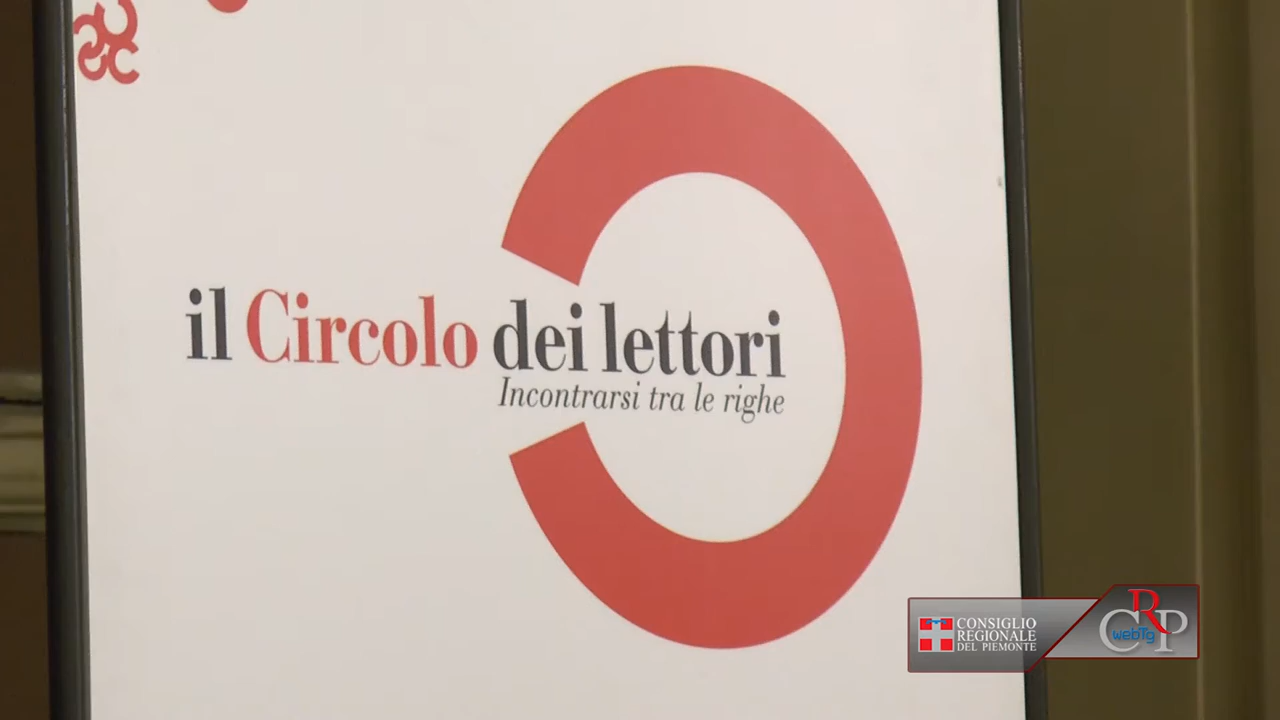 il Circolo dei lettori
Incontrarsi tra le righe
CONSIGLIO
REGIONALE
DEL PIEMONTE
CRP
webTg